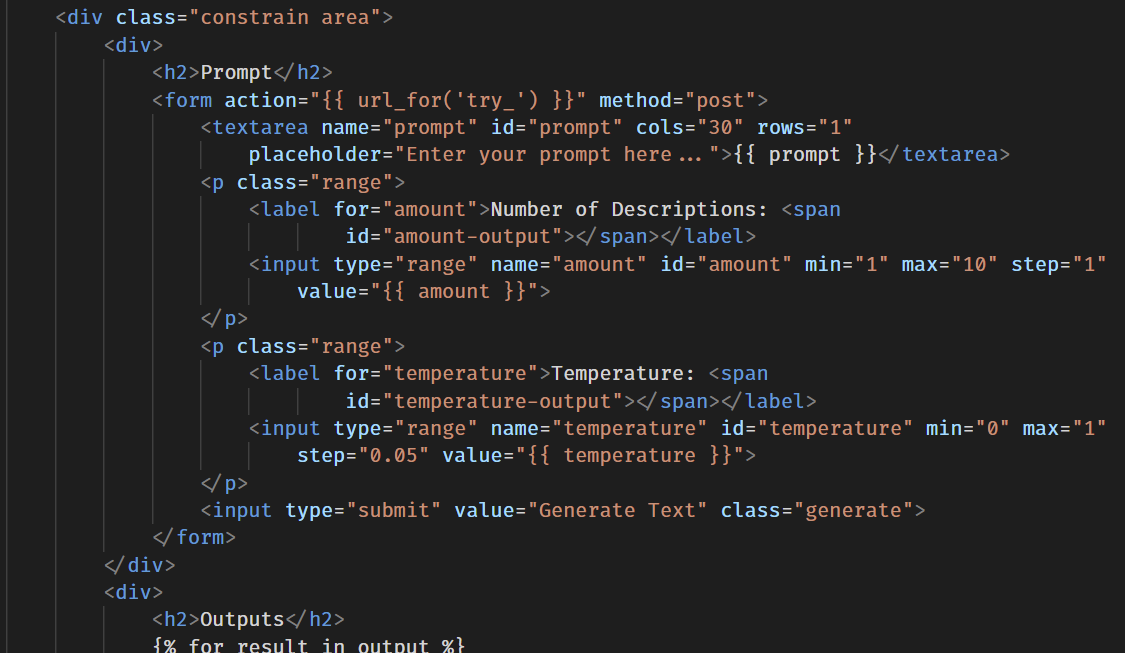 <div class="constrain area">
<div>
<h2>Prompt</h2>
<form action="{{ url_for('try_') }}" method="post">
<textarea name="prompt" id="prompt" cols="30" rows="1"
placeholder="Enter your prompt here...">{{ prompt }}</textarea>
<p class="range">
<label for="amount">Number of Descriptions: <span
id="amount-output"></span></label>
<input type="range" name="amount" id="amount" min="1" max="10" step="1"
value="{{ amount }}">
</p>
<p class="range">
<label for="temperature">Temperature: <span
id="temperature-output"></span></label>
<input type="range" name="temperature" id="temperature" min="0" max="1"
step="0.05" value="{{ temperature }}">
</p>
<input type="submit" value="Generate Text" class="generate">
</form>
</div>
<div>
<h2>Outputs</h2>
{% for result in output %}